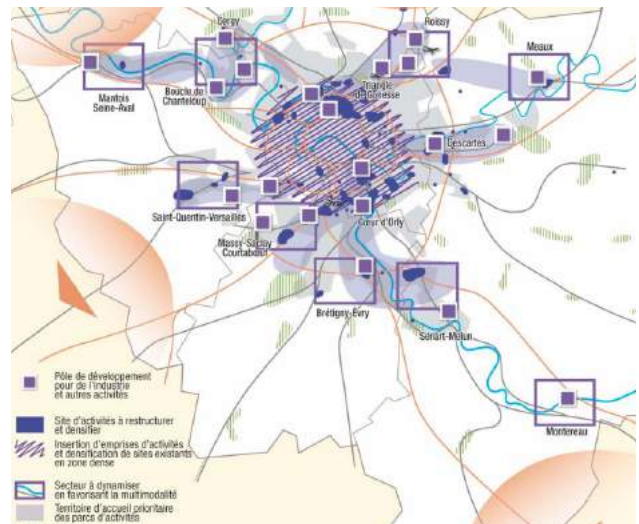 Cergy
Roissy
Meaux
Mantois
Seine-Aval
Boucle de
Chanteloup
Triangle
de Gonesse
Descartes
Saint-Quentin-Versailles
Massy-Saclay
Courtabœuf
Cœur d'Orly
Brétigny-Evry
Sénart-Melun
Montereau
Pôle de développement
pour de l'industrie
et autres activités
Site d'activités à restructurer
et densifier
Insertion d'emprises d'activités
et densification de sites existants
en zone dense
Secteur à dynamiser
en favorisant la multimodalité
Territoire d'accueil prioritaire
des parcs d'activités